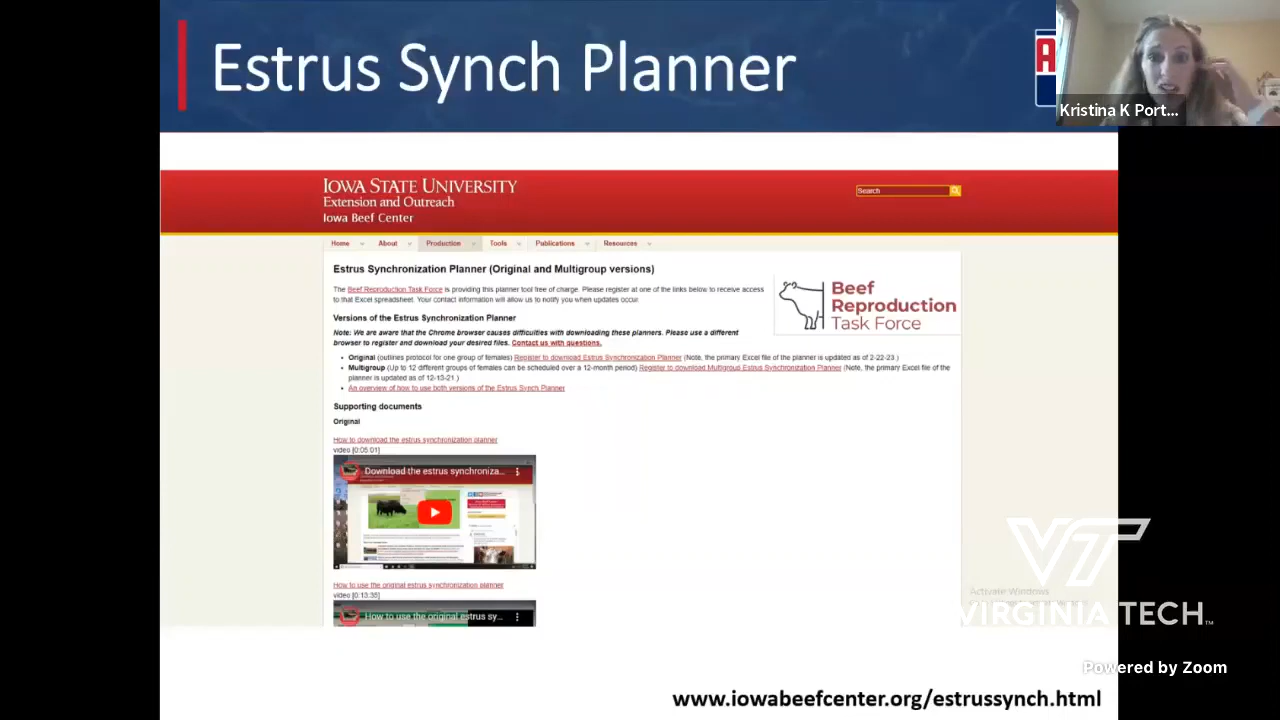 Estrus Synch Planner
A
Kristina K Port...
IOWA STATE UNIVERSITY
Extension and Outreach
Iowa Beef Center
Search
Home
About
Production
Tools
Publications
Resources
Estrus Synchronization Planner (Original and Multigroup versions)
The Beef Reproduction Task Force is providing this planner tool free of charge. Please register at one of the links below to receive access
to that Excel spreadsheet. Your contact information will allow us to notify you when updates occur.
Beef
Reproduction
Task Force
Versions of the Estrus Synchronization Planner
Note: We are aware that the Chrome browser causes difficulties with downloading these planners. Please use a different
browser to register and download your desired files. Contact us with questions.
• Original (outlines protocol for one group of females) Register to download Estrus Synchronization Planner (Note, the primary Excel file of the planner is updated as of 2-22-23 )
• Multigroup (Up to 12 different groups of females can be scheduled over a 12-month period) Register to download Multigroup Estrus Synchronization Planner (Note, the primary Excel file of the
planner is updated as of 12-13-21 )
• An overview of how to use both versions of the Estrus Synch Planner
Supporting documents
Original
How to download the estrus synchronization planner
video [0:05:01]
Download the estrus synchroniza...
How to use the original estrus synchronization planner
video [0:13:35]
How to use the original estrus sy...
Activate Windows
VT
VIRGINIA TECH™
Powered by Zoom
www.iowabeefcenter.org/estrussynch.html